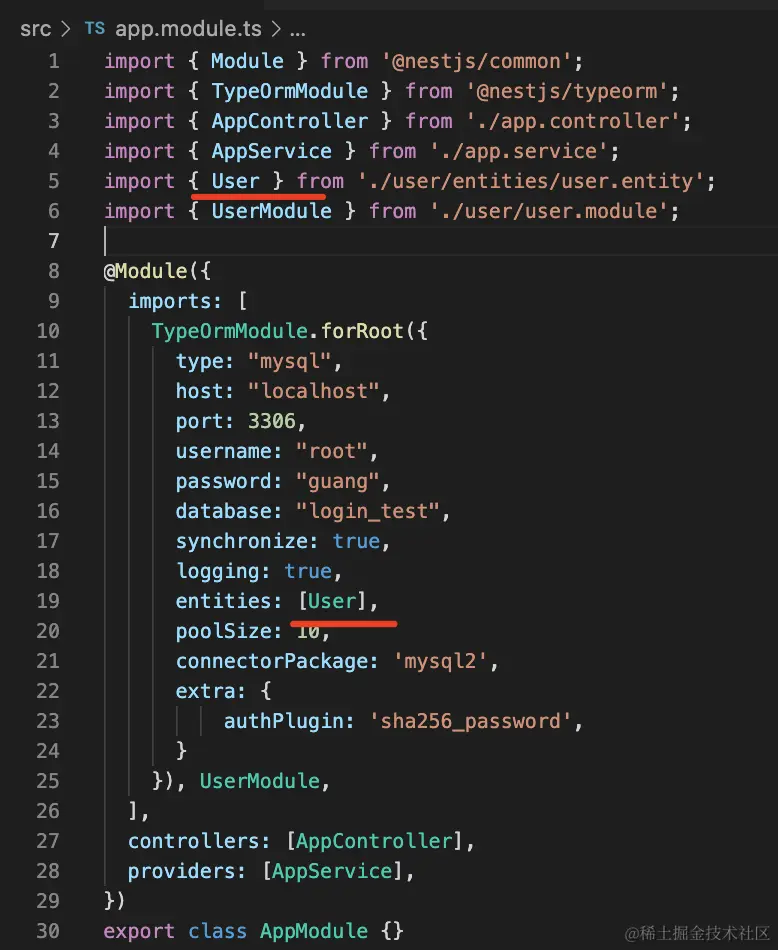 src > TS app.module.ts > ...
1 import { Module } from '@nestjs/common';
2 import { TypeOrmModule } from '@nestjs/typeorm';
3 import { AppController } from './app.controller';
4 import { AppService } from './app.service';
5 import { User } from './user/entities/user.entity';
6 import { UserModule } from './user/user.module';
7
8 @Module({
9   imports: [
10     TypeOrmModule.forRoot({
11       type: "mysql",
12       host: "localhost",
13       port: 3306,
14       username: "root",
15       password: "guang",
16       database: "login_test",
17       synchronize: true,
18       logging: true,
19       entities: [User],
20       poolSize: 10,
21       connectorPackage: 'mysql2',
22       extra: {
23           authPlugin: 'sha256_password',
24       }
25     }), UserModule,
26   ],
27   controllers: [AppController],
28   providers: [AppService],
29 })
30 export class AppModule {}
@稀土掘金技术社区